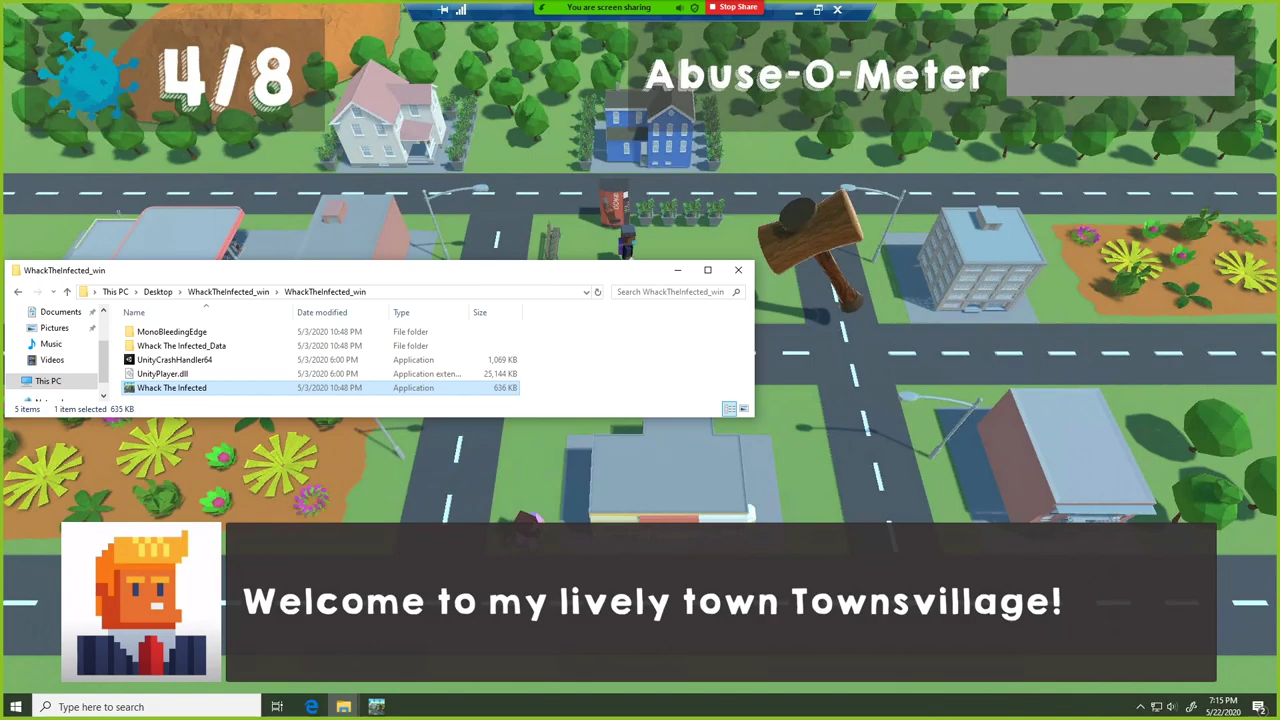 You are screen sharing
Stop Share
4/8
Abuse-O-Meter
WhackTheInfected_win
This PC > Desktop > WhackTheInfected_win > WhackTheInfected_win
Search WhackTheInfected_win
Documents
Pictures
Music
Videos
This PC
Name Date modified Type Size
MonoBleedingEdge 5/3/2020 10:48 PM File folder
Whack The Infected_Data 5/3/2020 10:48 PM File folder
UnityCrashHandler64 5/3/2020 6:00 PM Application 1,069 KB
UnityPlayer.dll 5/3/2020 6:00 PM Application exten... 25,144 KB
Whack The Infected 5/3/2020 10:48 PM Application 636 KB
5 items 1 item selected 635 KB
Welcome to my lively town Townsvillage!
Type here to search
7:15 PM
5/22/2020
2